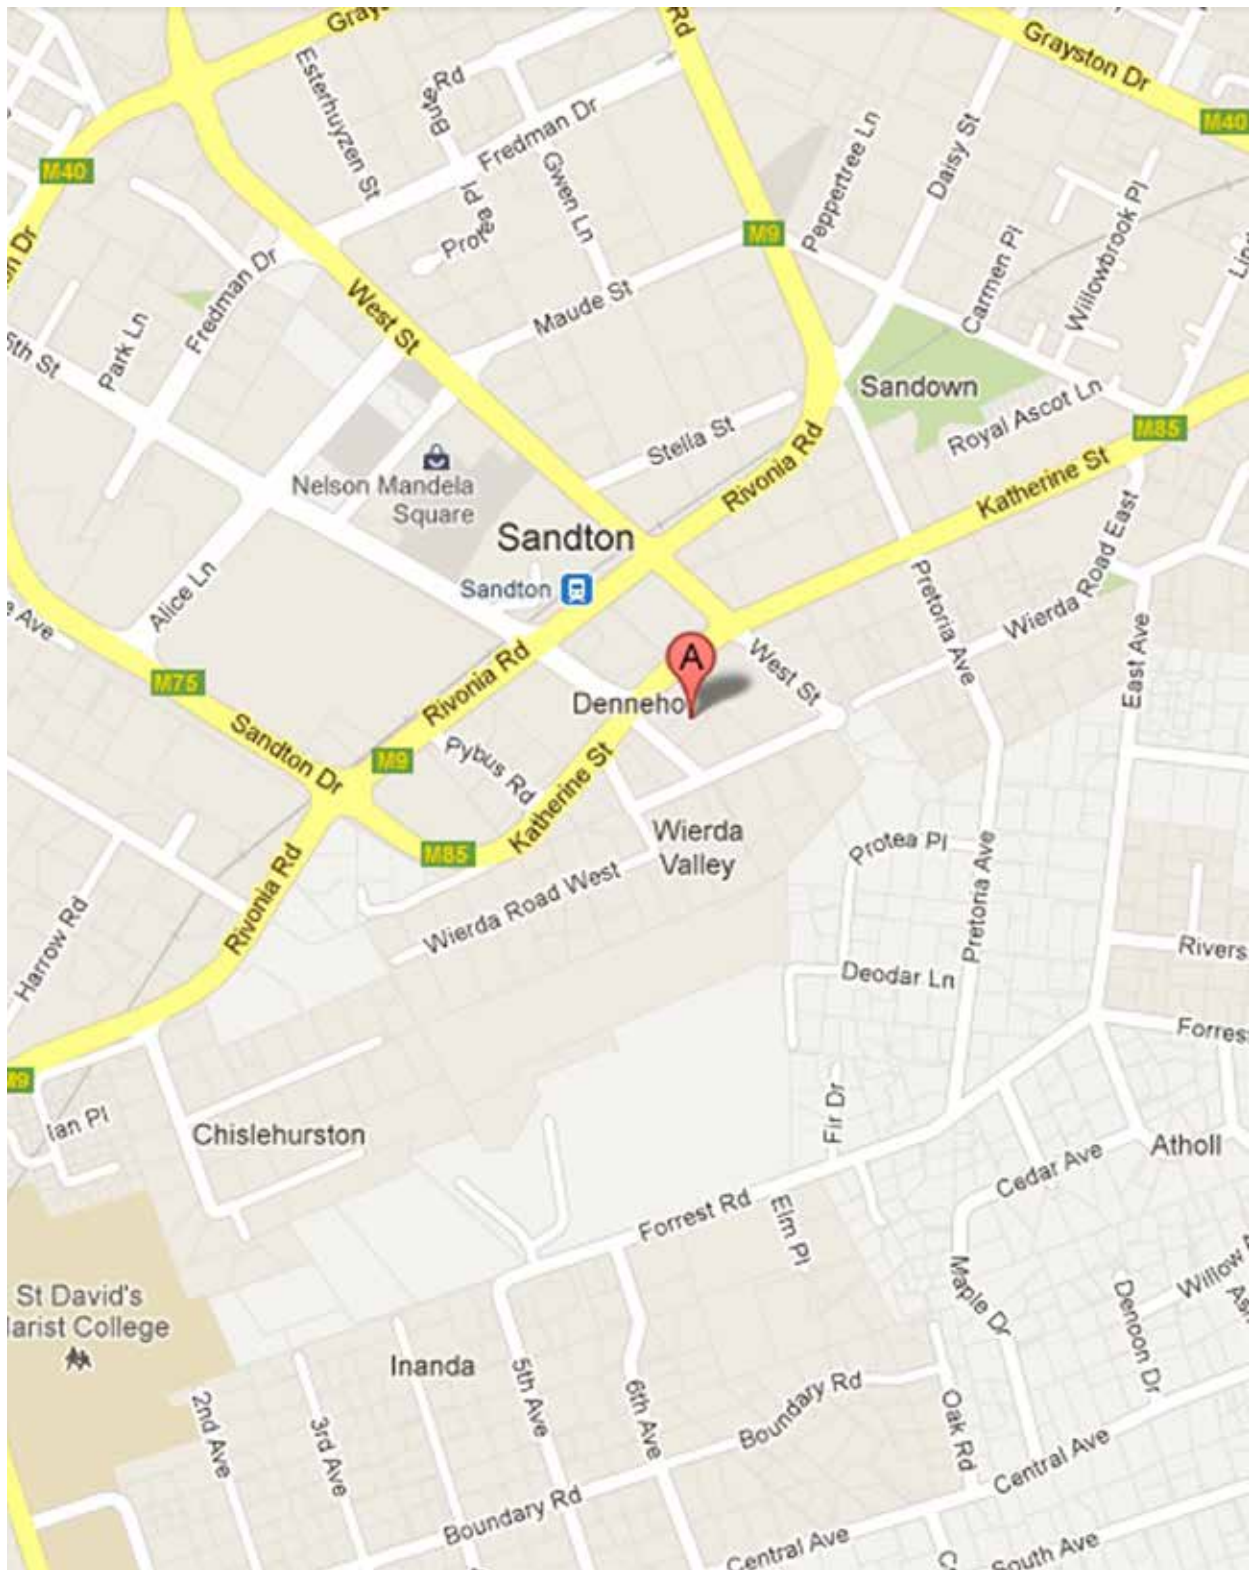 Rd
Grayston Dr
M40
Esterhuyzen St
Rd
Bute
Fredman Dr
Gwen Ln
Protea Pl
Peppertree Ln
Daisy St
M40
Willowbrook Pl
Carmen Pl
M9
Fredman Dr
West St
Maude St
Park Ln
5th St
Sandown
Royal Ascot Ln
M85
Stella St
Rivonia Rd
Katherine St
Nelson Mandela
Square
Sandton
Sandton
Alice Ln
Ave
Pretoria Ave
Wierda Road East
East Ave
A
West St
M75
Rivonia Rd
Sandton Dr
M9
Pybus Rd
Katherine St
M85
Wierda
Valley
Protea Pl
Wierda Road West
Rivonia Rd
Harrow Rd
Pretoria Ave
Deodar Ln
M9
Ian Pl
Chislehurston
Fir Dr
Cedar Ave
Atholl
Forrest Rd
Elm Pl
Maple Dr
Denoon Dr
St David's
College
Inanda
2nd Ave
3rd Ave
5th Ave
6th Ave
Boundary Rd
Oak Rd
Central Ave
Boundary Rd
Central Ave
South Ave